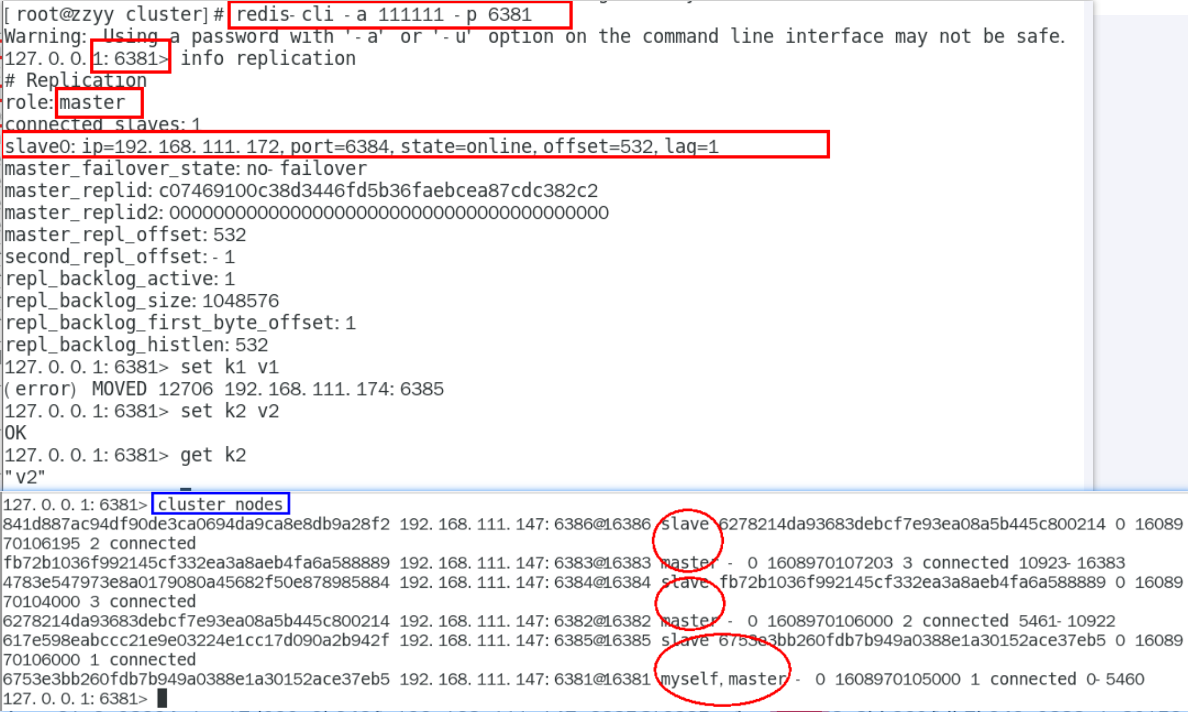 [root@zzyy cluster]# redis-cli -a 111111 -p 6381
Warning: Using a password with '-a' or '-u' option on the command line interface may not be safe.
127.0.0.1:6381> info replication
# Replication
role:master
connected_slaves:1
slave0:ip=192.168.111.172,port=6384,state=online,offset=532,lag=1
master_failover_state:no-failover
master_replid:c07469100c38d3446fd5b36faebcea87cdc382c2
master_replid2:0000000000000000000000000000000000000000
master_repl_offset:532
second_repl_offset:-1
repl_backlog_active:1
repl_backlog_size:1048576
repl_backlog_first_byte_offset:1
repl_backlog_histlen:532
127.0.0.1:6381> set k1 v1
(error) MOVED 12706 192.168.111.174:6385
127.0.0.1:6381> set k2 v2
OK
127.0.0.1:6381> get k2
"v2"
127.0.0.1:6381> cluster nodes
841d887ac94df90de3ca0694da9ca8e8db9a28f2 192.168.111.147:6386@16386 slave 6278214da93683debcf7e93ea08a5b445c800214 0 16089
70106195 2 connected
fb72b1036f992145cf332ea3a8aeb4fa6a588889 192.168.111.147:6383@16383 master - 0 1608970107203 3 connected 10923-16383
4783e547973e8a0179080a45682f50e878985884 192.168.111.147:6384@16384 slave fb72b1036f992145cf332ea3a8aeb4fa6a588889 0 16089
70104000 3 connected
6278214da93683debcf7e93ea08a5b445c800214 192.168.111.147:6382@16382 master - 0 1608970106000 2 connected 5461-10922
617e598eabccc21e9e03224e1cc17d090a2b942f 192.168.111.147:6385@16385 slave 6753e3bb260fdb7b949a0388e1a30152ace37eb5 0 16089
70106000 1 connected
6753e3bb260fdb7b949a0388e1a30152ace37eb5 192.168.111.147:6381@16381 myself,master - 0 1608970105000 1 connected 0-5460
127.0.0.1:6381>